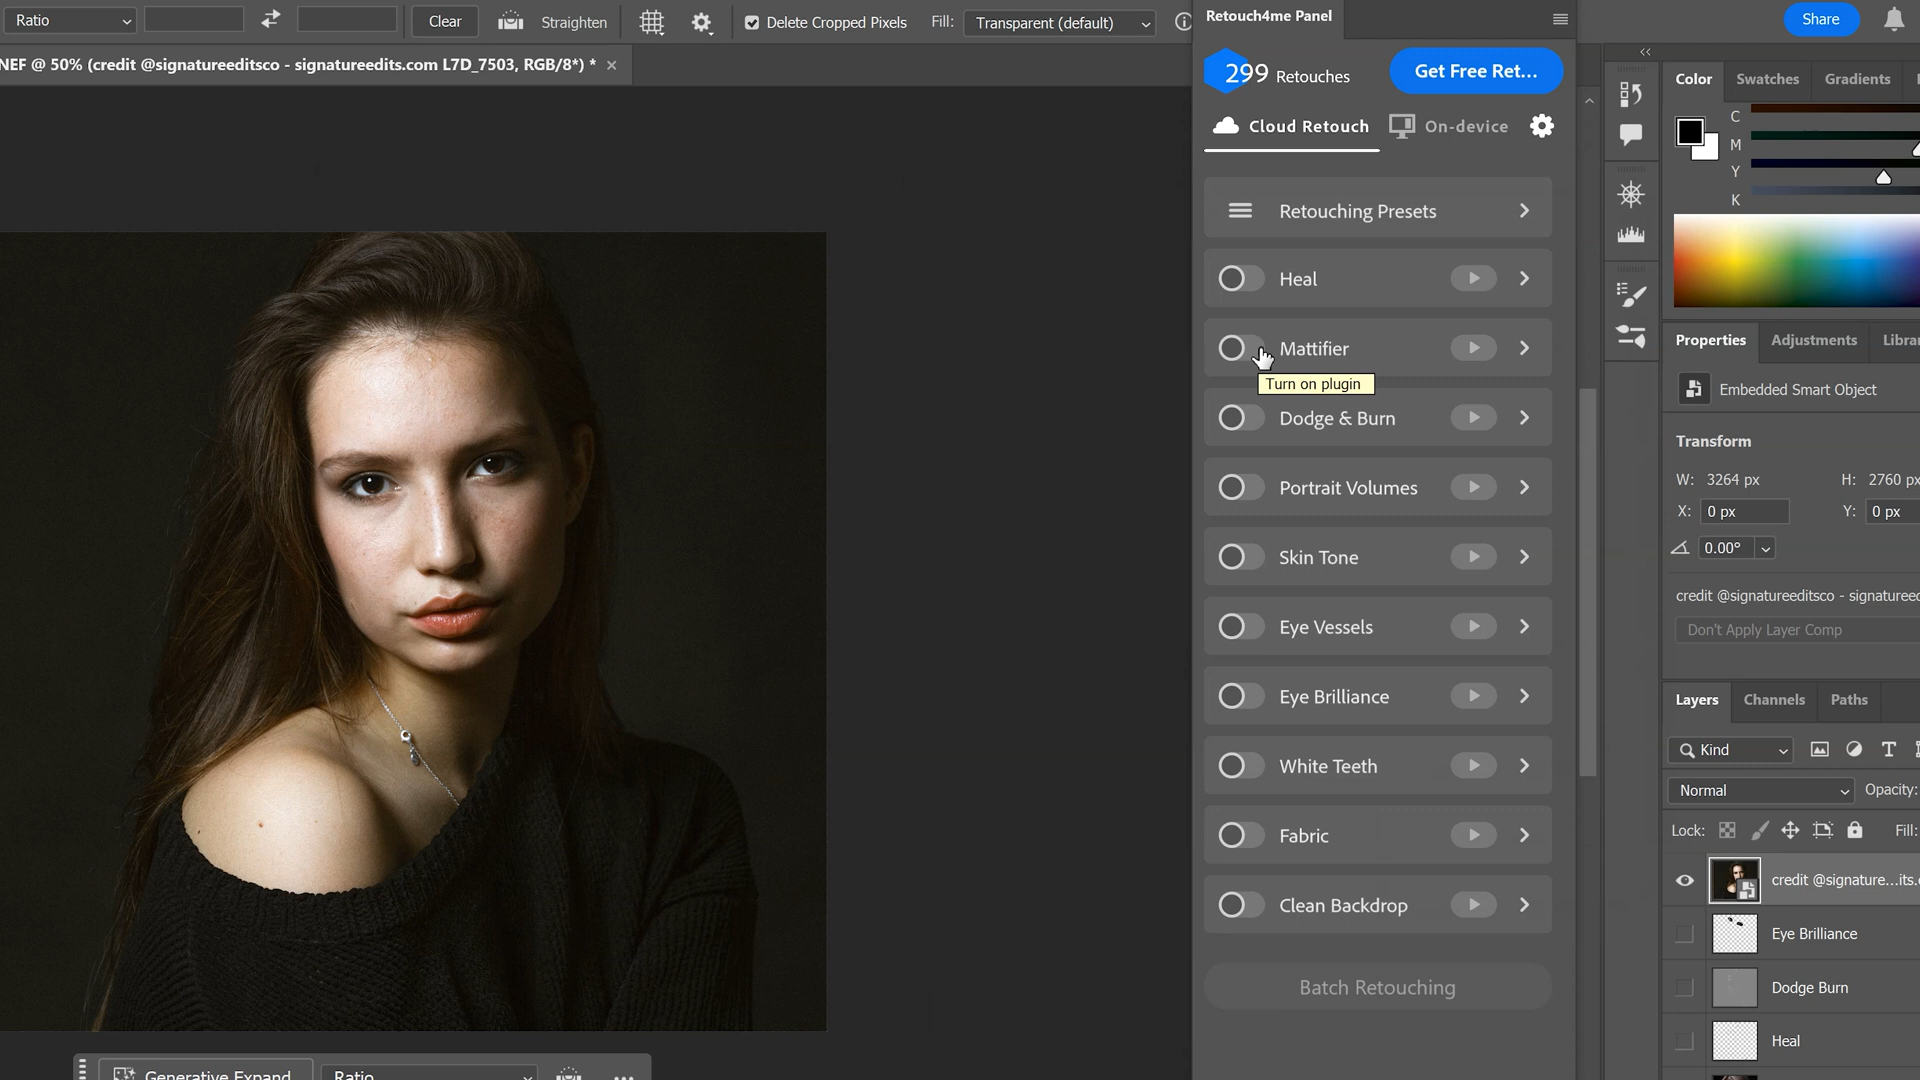 Ratio
Clear
Straighten
Delete Cropped Pixels
Fill:
Transparent (default)
NEF @ 50% (credit @signatureeditsco - signatureedits.com L7D_7503, RGB/8*) *
Retouch4me Panel
299 Retouches
Get Free Ret...
Cloud Retouch
On-device
Retouching Presets
Heal
Mattifier
Turn on plugin
Dodge & Burn
Portrait Volumes
Skin Tone
Eye Vessels
Eye Brilliance
White Teeth
Fabric
Clean Backdrop
Batch Retouching
Generative Expand
Ratio
Share
Color
Swatches
Gradients
C
M
Y
K
Properties
Adjustments
Librar
Embedded Smart Object
Transform
W: 3264 px
H: 2760 px
X: 0 px
Y: 0 px
0.00°
credit @signatureeditsco - signatureed
Don't Apply Layer Comp
Layers
Channels
Paths
Kind
Normal
Opacity:
Lock:
Fill:
credit @signature...its.c
Eye Brilliance
Dodge Burn
Heal